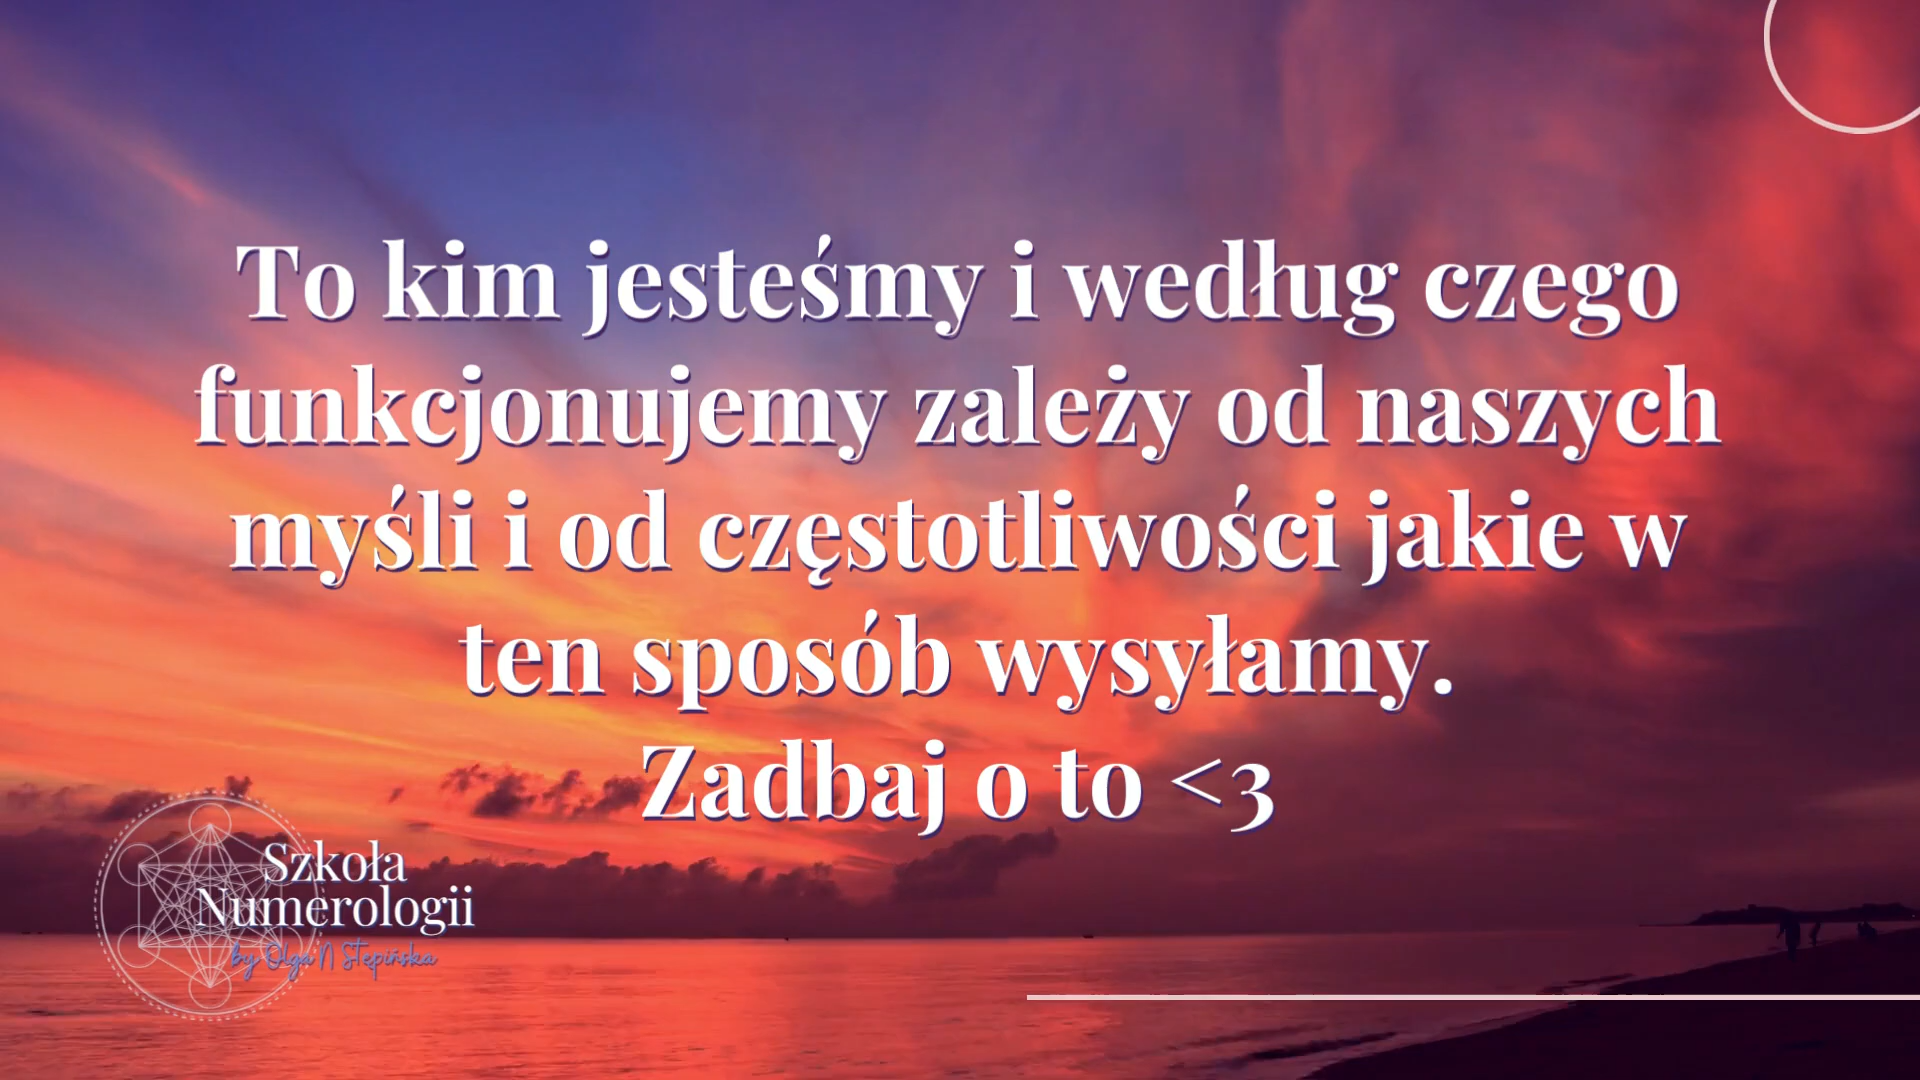 To kim jesteśmy i według czego
funkcjonujemy zależy od naszych
myśli i od częstotliwości jakie w
ten sposób wysyłamy.
Zadbaj o to <3
Szkoła
Numerologii
by Olga N Stępińska